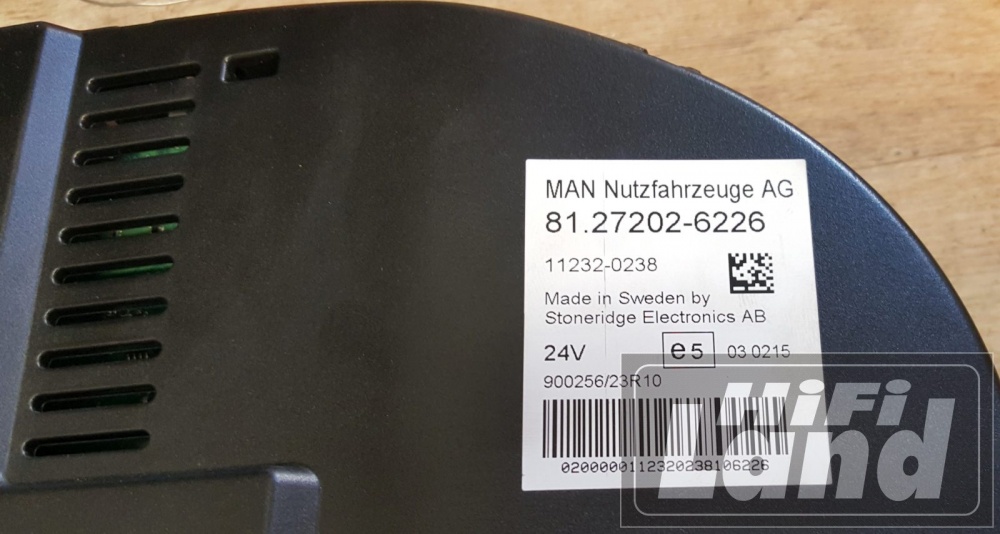 MAN Nutzfahrzeuge AG
81.27202-6226
11232-0238
Made in Sweden by
Stoneridge Electronics AB
24V e5 03 0215
900256/23R10
0200000112320238106226
HiFi
Land